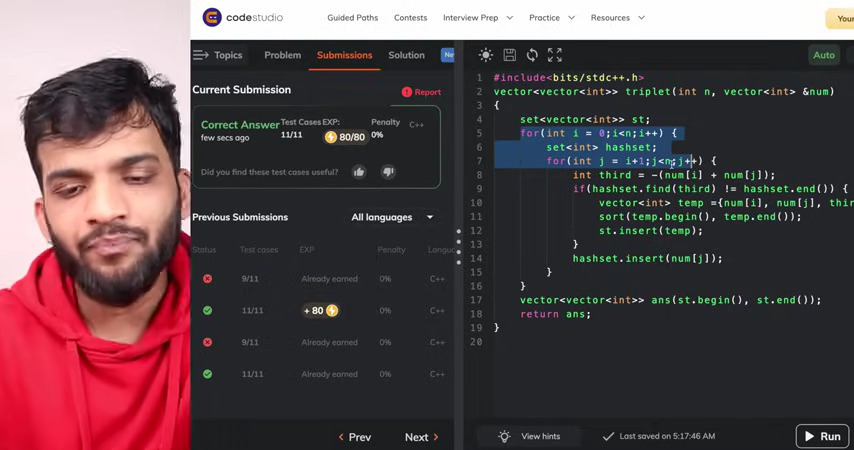 codestudio
Guided Paths Contests Interview Prep Practice Resources
Your
Topics Problem Submissions Solution
Auto
Current Submission
Report
Correct Answer Test Cases EXP: Penalty C++
few secs ago 11/11 80/80 0%
Did you find these test cases useful?
Previous Submissions All languages
Status Test cases EXP Penalty
9/11 Already earned 0% C++
11/11 + 80 0% C++
9/11 Already earned 0% C++
11/11 Already earned 0% C++
Prev Next
1 #include<bits/stdc++.h>
2 vector<vector<int>> triplet(int n, vector<int> &num)
3 {
4 set<vector<int>> st;
5 for(int i = 0;i<n;i++) {
6 set<int> hashset;
7 for(int j = i+1;j<n;j++) {
8 int third = -(num[i] + num[j]);
9 if(hashset.find(third) != hashset.end()) {
10 vector<int> temp ={num[i], num[j], thir
11 sort(temp.begin(), temp.end());
12 st.insert(temp);
13 }
14 hashset.insert(num[j]);
15 }
16 }
17 vector<vector<int>> ans(st.begin(), st.end());
18 return ans;
19 }
20
View hints Last saved on 5:17:46 AM Run